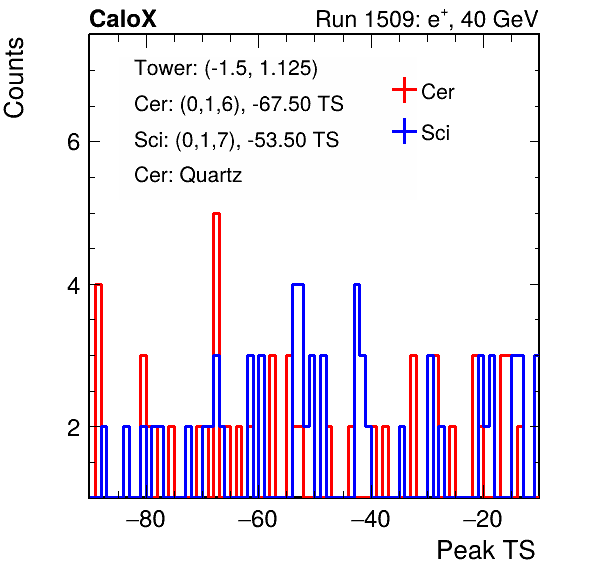 CaloX Run 1509: e⁺, 40 GeV
Counts
Tower: (-1.5, 1.125)
Cer: (0,1,6), -67.50 TS
Sci: (0,1,7), -53.50 TS
Cer: Quartz
Cer
Sci
6
4
2
−80 −60 −40 −20
Peak TS